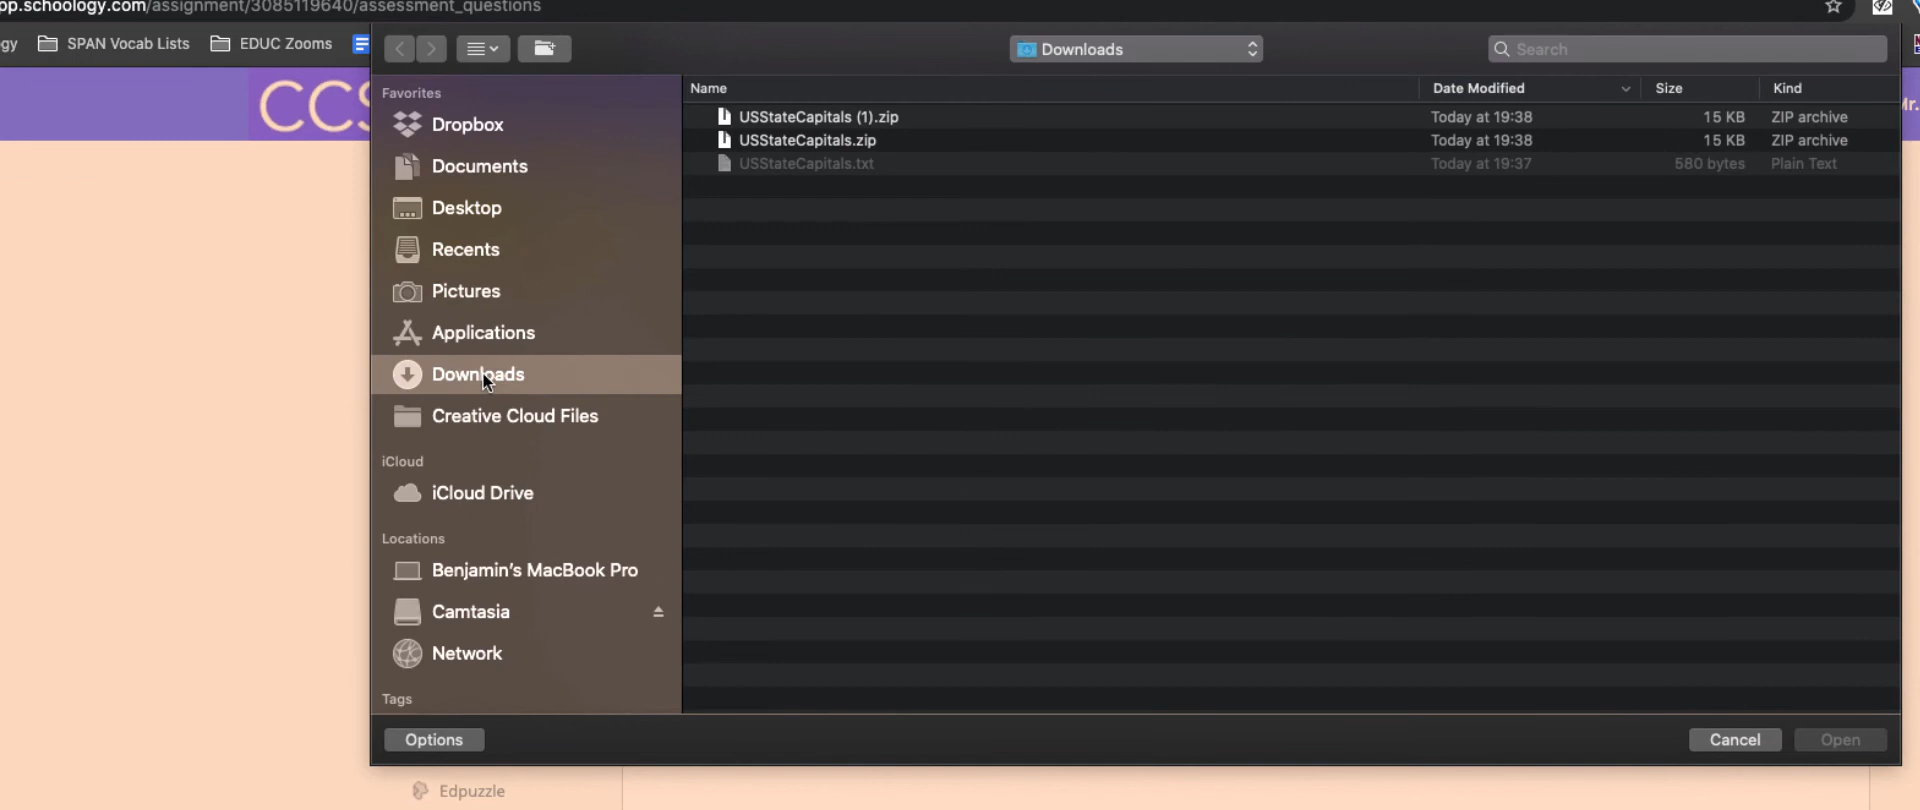 pp.schoology.com/assignment/3085119640/assessment_questions
gy SPAN Vocab Lists EDUC Zooms
CCS
Downloads
Search
Favorites
Dropbox
Documents
Desktop
Recents
Pictures
Applications
Downloads
Creative Cloud Files
iCloud
iCloud Drive
Locations
Benjamin's MacBook Pro
Camtasia
Network
Tags
Name Date Modified Size Kind
USStateCapitals (1).zip Today at 19:38 15 KB ZIP archive
USStateCapitals.zip Today at 19:38 15 KB ZIP archive
USStateCapitals.txt Today at 19:37 580 bytes Plain Text
Options Cancel Open
Edpuzzle